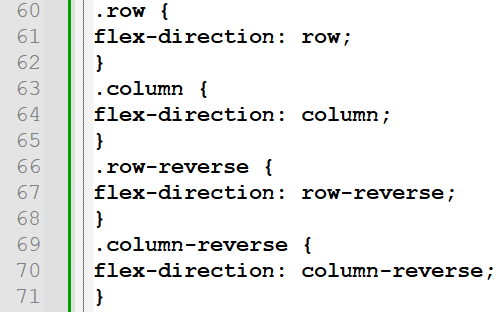 60 .row {
61 flex-direction: row;
62 }
63 .column {
64 flex-direction: column;
65 }
66 .row-reverse {
67 flex-direction: row-reverse;
68 }
69 .column-reverse {
70 flex-direction: column-reverse;
71 }